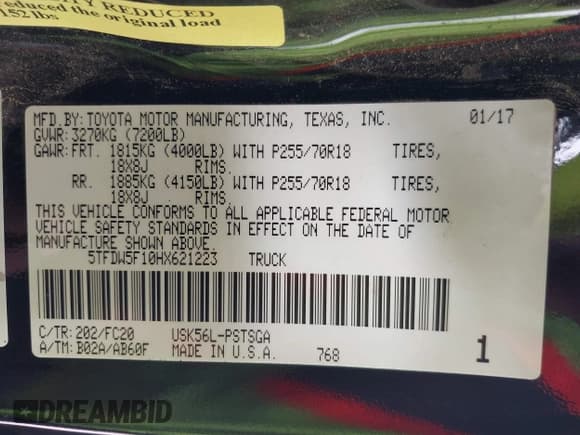 ITY REDUCED
educed the original load
152 lbs
MFD.BY: TOYOTA MOTOR MANUFACTURING, TEXAS, INC. 01/17
GVWR: 3270KG (7200LB)
GAWR: FRT. 1815KG (4000LB) WITH P255/70R18 TIRES,
18X8J RIMS.
RR. 1885KG (4150LB) WITH P255/70R18 TIRES,
18X8J RIMS.
THIS VEHICLE CONFORMS TO ALL APPLICABLE FEDERAL MOTOR
VEHICLE SAFETY STANDARDS IN EFFECT ON THE DATE OF
MANUFACTURE SHOWN ABOVE.
5TFDW5F10HX621223 TRUCK
C/TR: 202/FC20 USK56L-PSTSGA
A/TM: B02A/AB60F MADE IN U.S.A. 768 1
DREAMBID